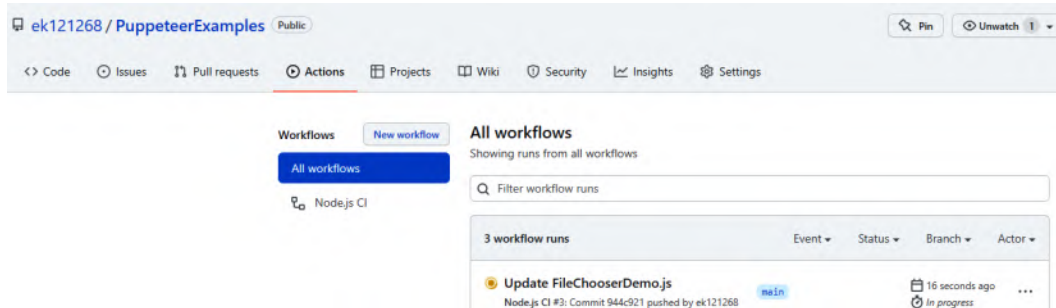 ek121268 / PuppeteerExamples Public
Pin Unwatch 1
Code Issues Pull requests Actions Projects Wiki Security Insights Settings
Workflows New workflow
All workflows
Node.js CI
All workflows
Showing runs from all workflows
Filter workflow runs
3 workflow runs Event Status Branch Actor
Update FileChooserDemo.js
Node.js CI #3: Commit 944c921 pushed by ek121268
main
16 seconds ago
In progress